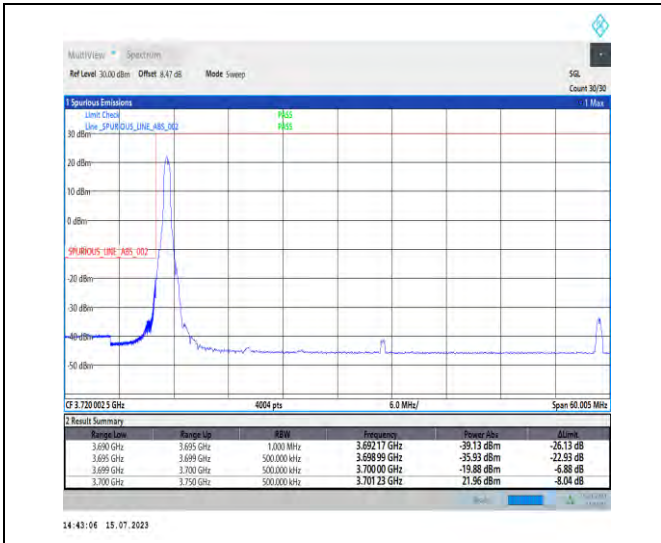 MultiView Spectrum
Ref Level 30.00 dBm Offset 8.47 dB Mode Sweep SGL
Count 30/30
1 Spurious Emissions 1 Max
Limit Check PASS
Line _SPURIOUS_LINE_ABS_002 PASS
30 dBm
20 dBm
10 dBm
0 dBm
SPURIOUS_LINE_ABS_002
-20 dBm
-30 dBm
-40 dBm
-50 dBm
CF 3.720 002 5 GHz 4004 pts 6.0 MHz/ Span 60.005 MHz
2 Result Summary
Range Low Range Up RBW Frequency Power Abs ΔLimit
3.690 GHz 3.695 GHz 1.000 MHz 3.692 17 GHz -39.13 dBm -26.13 dB
3.695 GHz 3.699 GHz 500.000 kHz 3.698 99 GHz -35.93 dBm -22.93 dB
3.699 GHz 3.700 GHz 500.000 kHz 3.700 00 GHz -19.88 dBm -6.88 dB
3.700 GHz 3.750 GHz 500.000 kHz 3.701 23 GHz 21.96 dBm -8.04 dB
14:43:06 15.07.2023